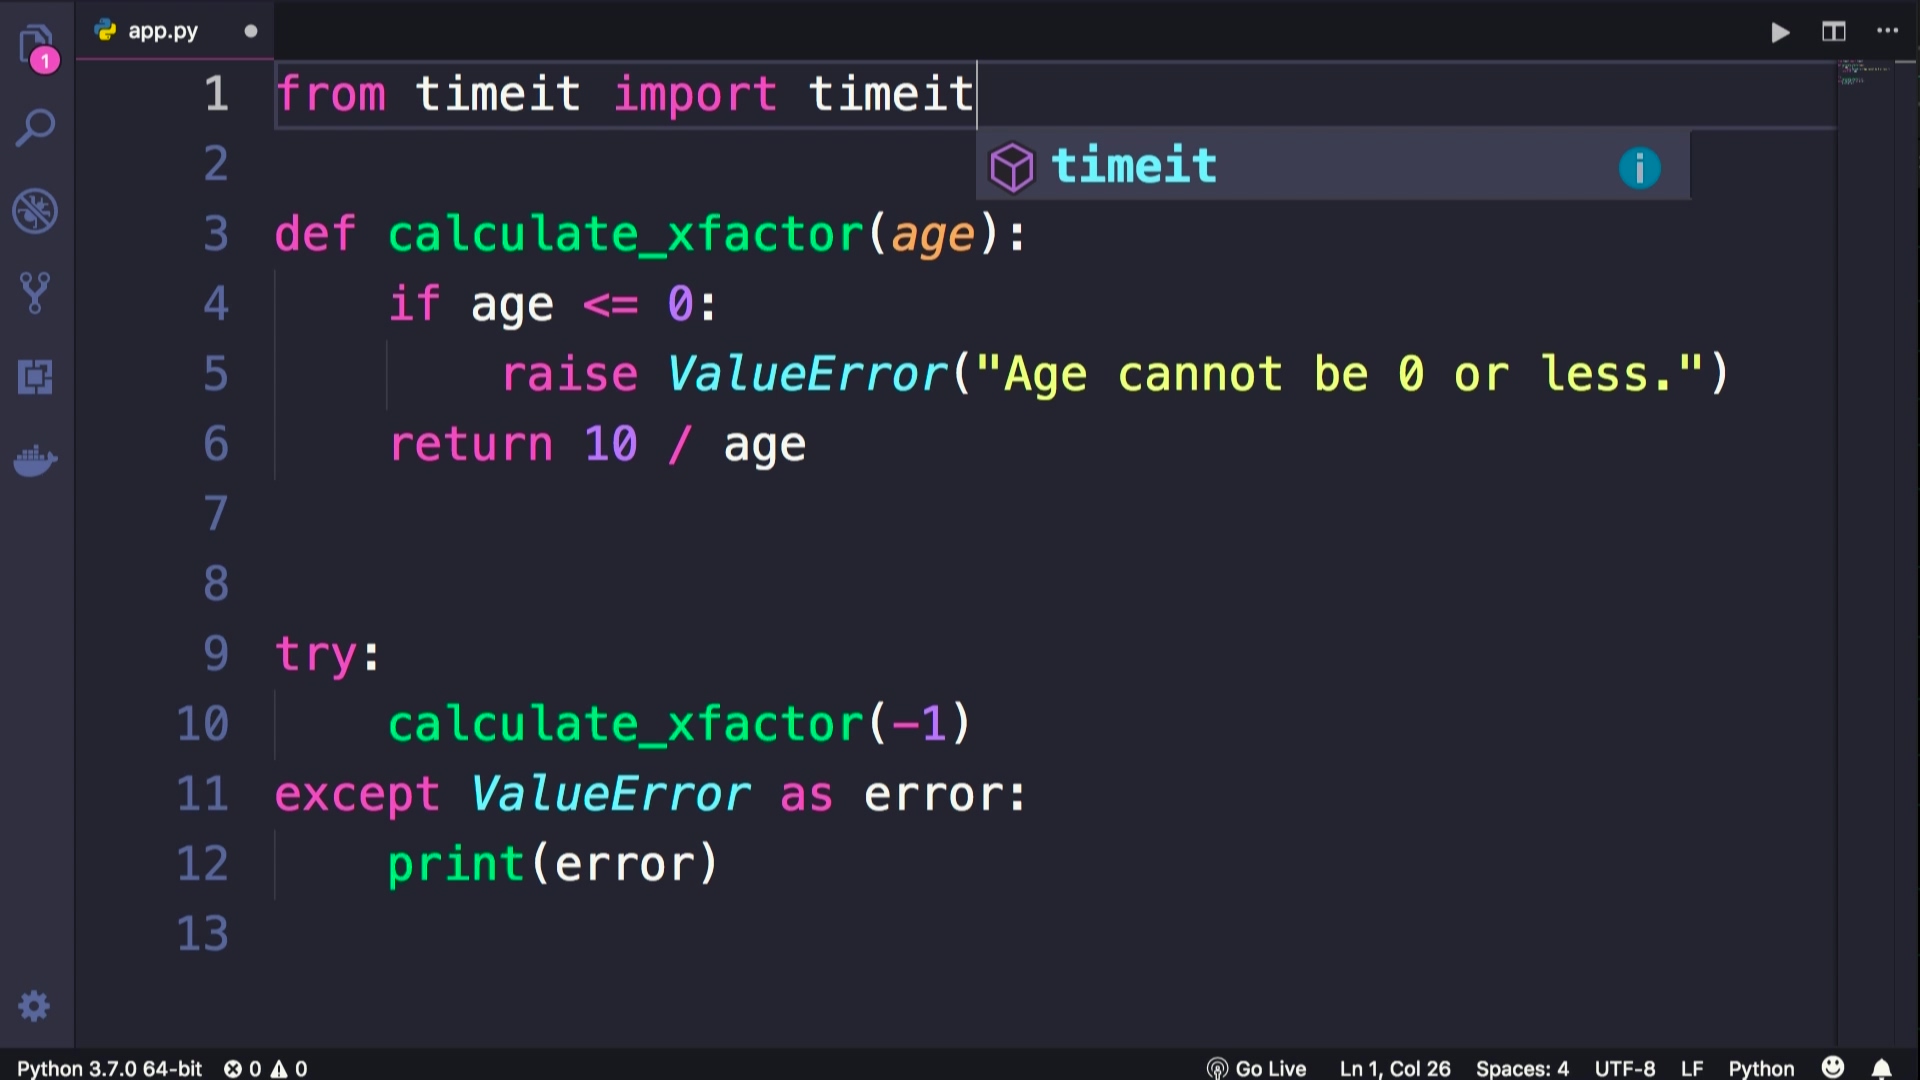 app.py
1
1 from timeit import timeit
timeit
2
3 def calculate_xfactor(age):
4 if age <= 0:
5 raise ValueError("Age cannot be 0 or less.")
6 return 10 / age
7
8
9 try:
10 calculate_xfactor(-1)
11 except ValueError as error:
12 print(error)
13
Python 3.7.0 64-bit 0 0 Go Live Ln 1, Col 26 Spaces: 4 UTF-8 LF Python